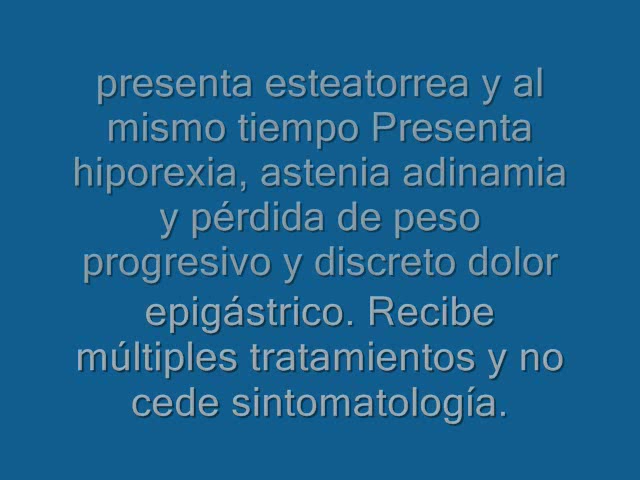 presenta esteatorrea y al
mismo tiempo Presenta
hiporexia, astenia adinamia
y pérdida de peso
progresivo y discreto dolor
epigástrico. Recibe
múltiples tratamientos y no
cede sintomatología.